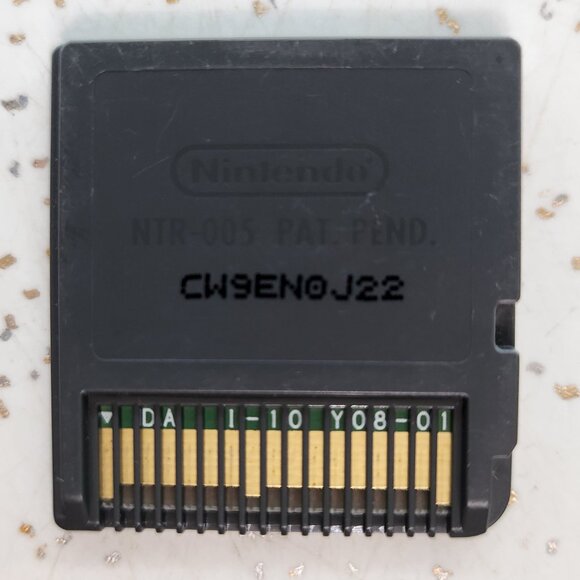 Nintendo
NTR-005 PAT. PEND.
CW9EN0J22
▼ DA I-10 Y08-01